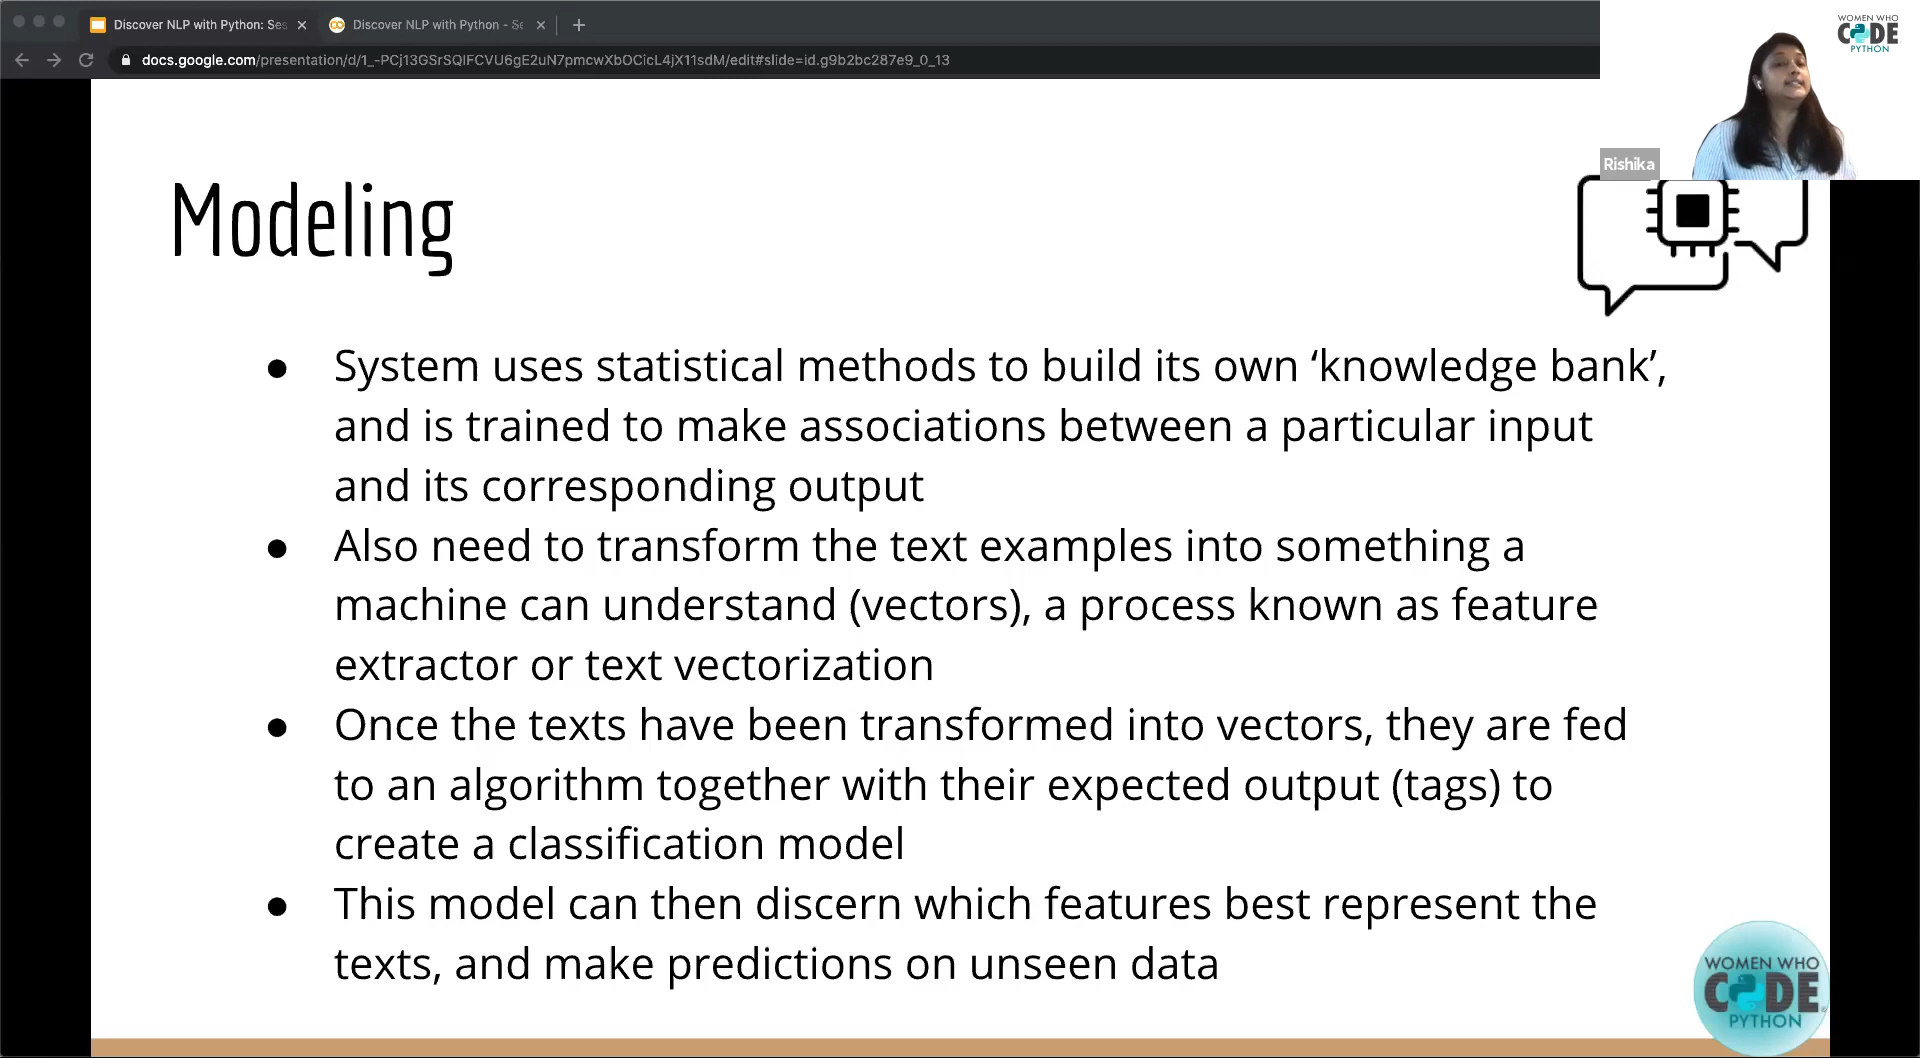 Discover NLP with Python: Ses
Discover NLP with Python - Se
docs.google.com/presentation/d/1_-PCj13GSrSQIFCVU6gE2uN7pmcwXbOCicL4jX11sdM/edit#slide=id.g9b2bc287e9_0_13
WOMEN WHO
CODE
PYTHON
Rishika
Modeling
● System uses statistical methods to build its own ‘knowledge bank’,
and is trained to make associations between a particular input
and its corresponding output
● Also need to transform the text examples into something a
machine can understand (vectors), a process known as feature
extractor or text vectorization
● Once the texts have been transformed into vectors, they are fed
to an algorithm together with their expected output (tags) to
create a classification model
● This model can then discern which features best represent the
texts, and make predictions on unseen data
WOMEN WHO
CODE
PYTHON